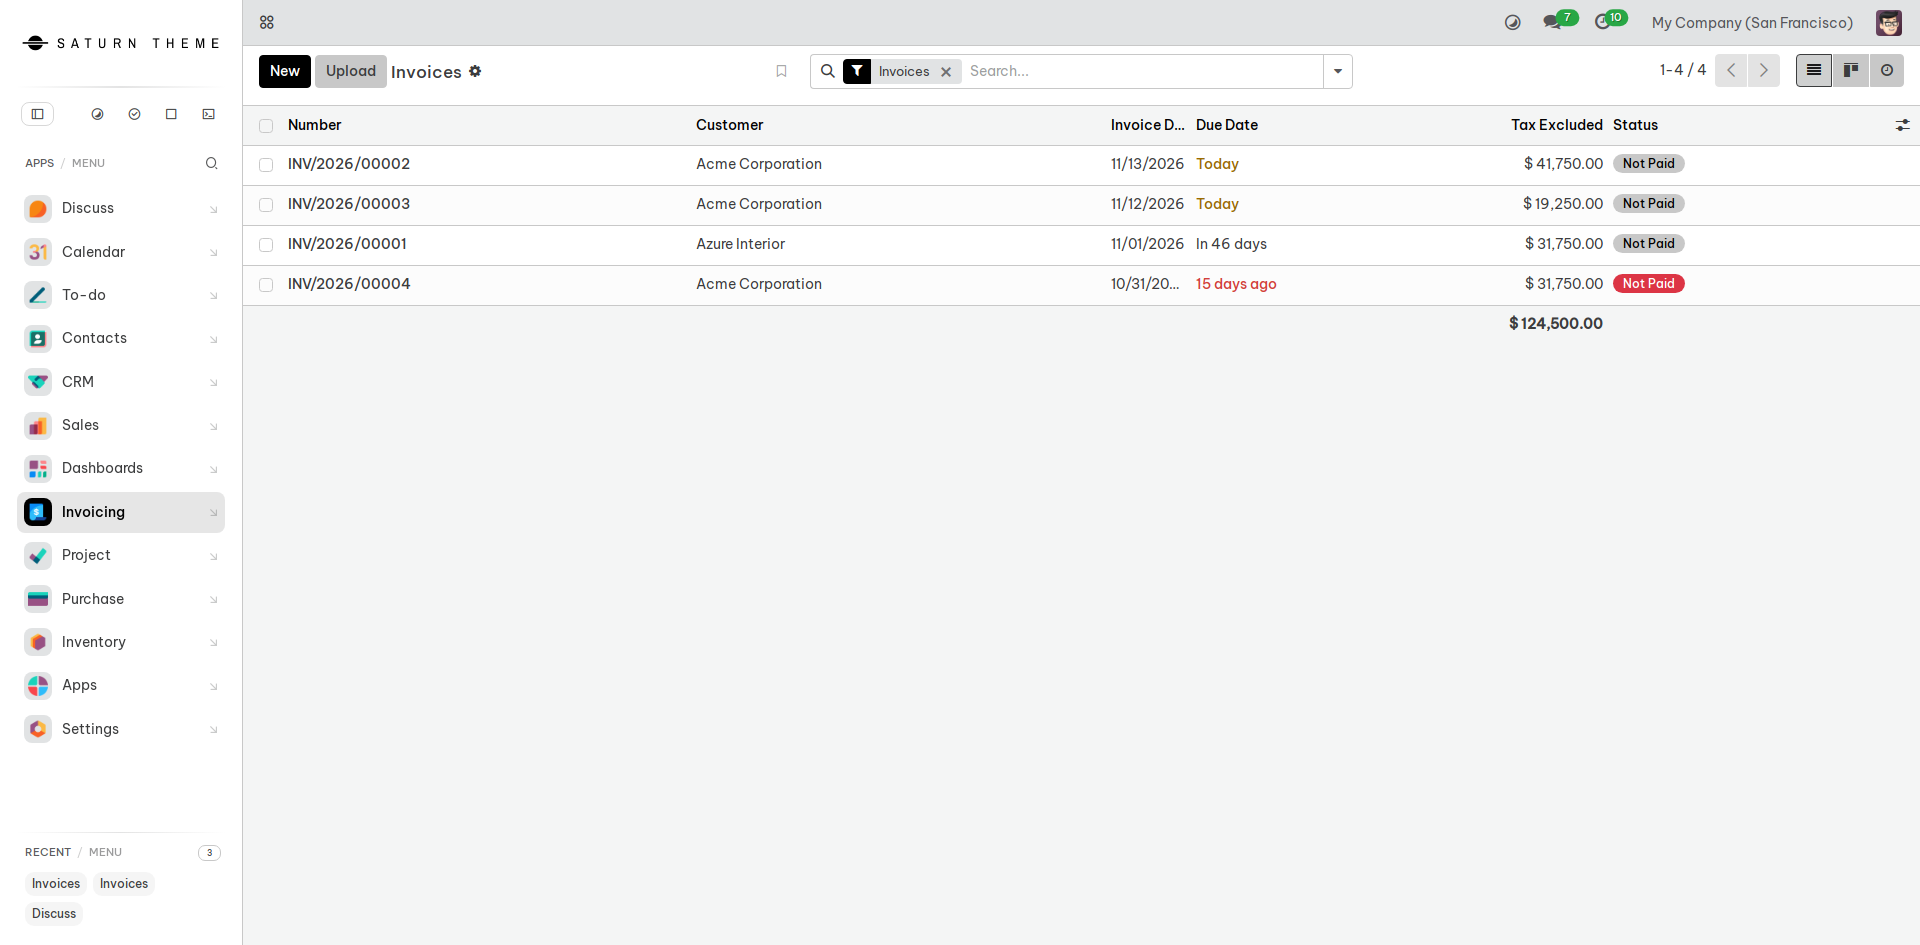 SATURN THEME
7
10
My Company (San Francisco)
New
Upload
Invoices
Invoices
Search...
1-4 / 4
APPS / MENU
Discuss
31
Calendar
To-do
Contacts
CRM
Sales
Dashboards
$
Invoicing
Project
Purchase
Inventory
Apps
Settings
RECENT / MENU
3
Invoices
Invoices
Discuss
Number Customer Invoice D... Due Date Tax Excluded Status
INV/2026/00002 Acme Corporation 11/13/2026 Today $ 41,750.00 Not Paid
INV/2026/00003 Acme Corporation 11/12/2026 Today $ 19,250.00 Not Paid
INV/2026/00001 Azure Interior 11/01/2026 In 46 days $ 31,750.00 Not Paid
INV/2026/00004 Acme Corporation 10/31/20... 15 days ago $ 31,750.00 Not Paid
$ 124,500.00